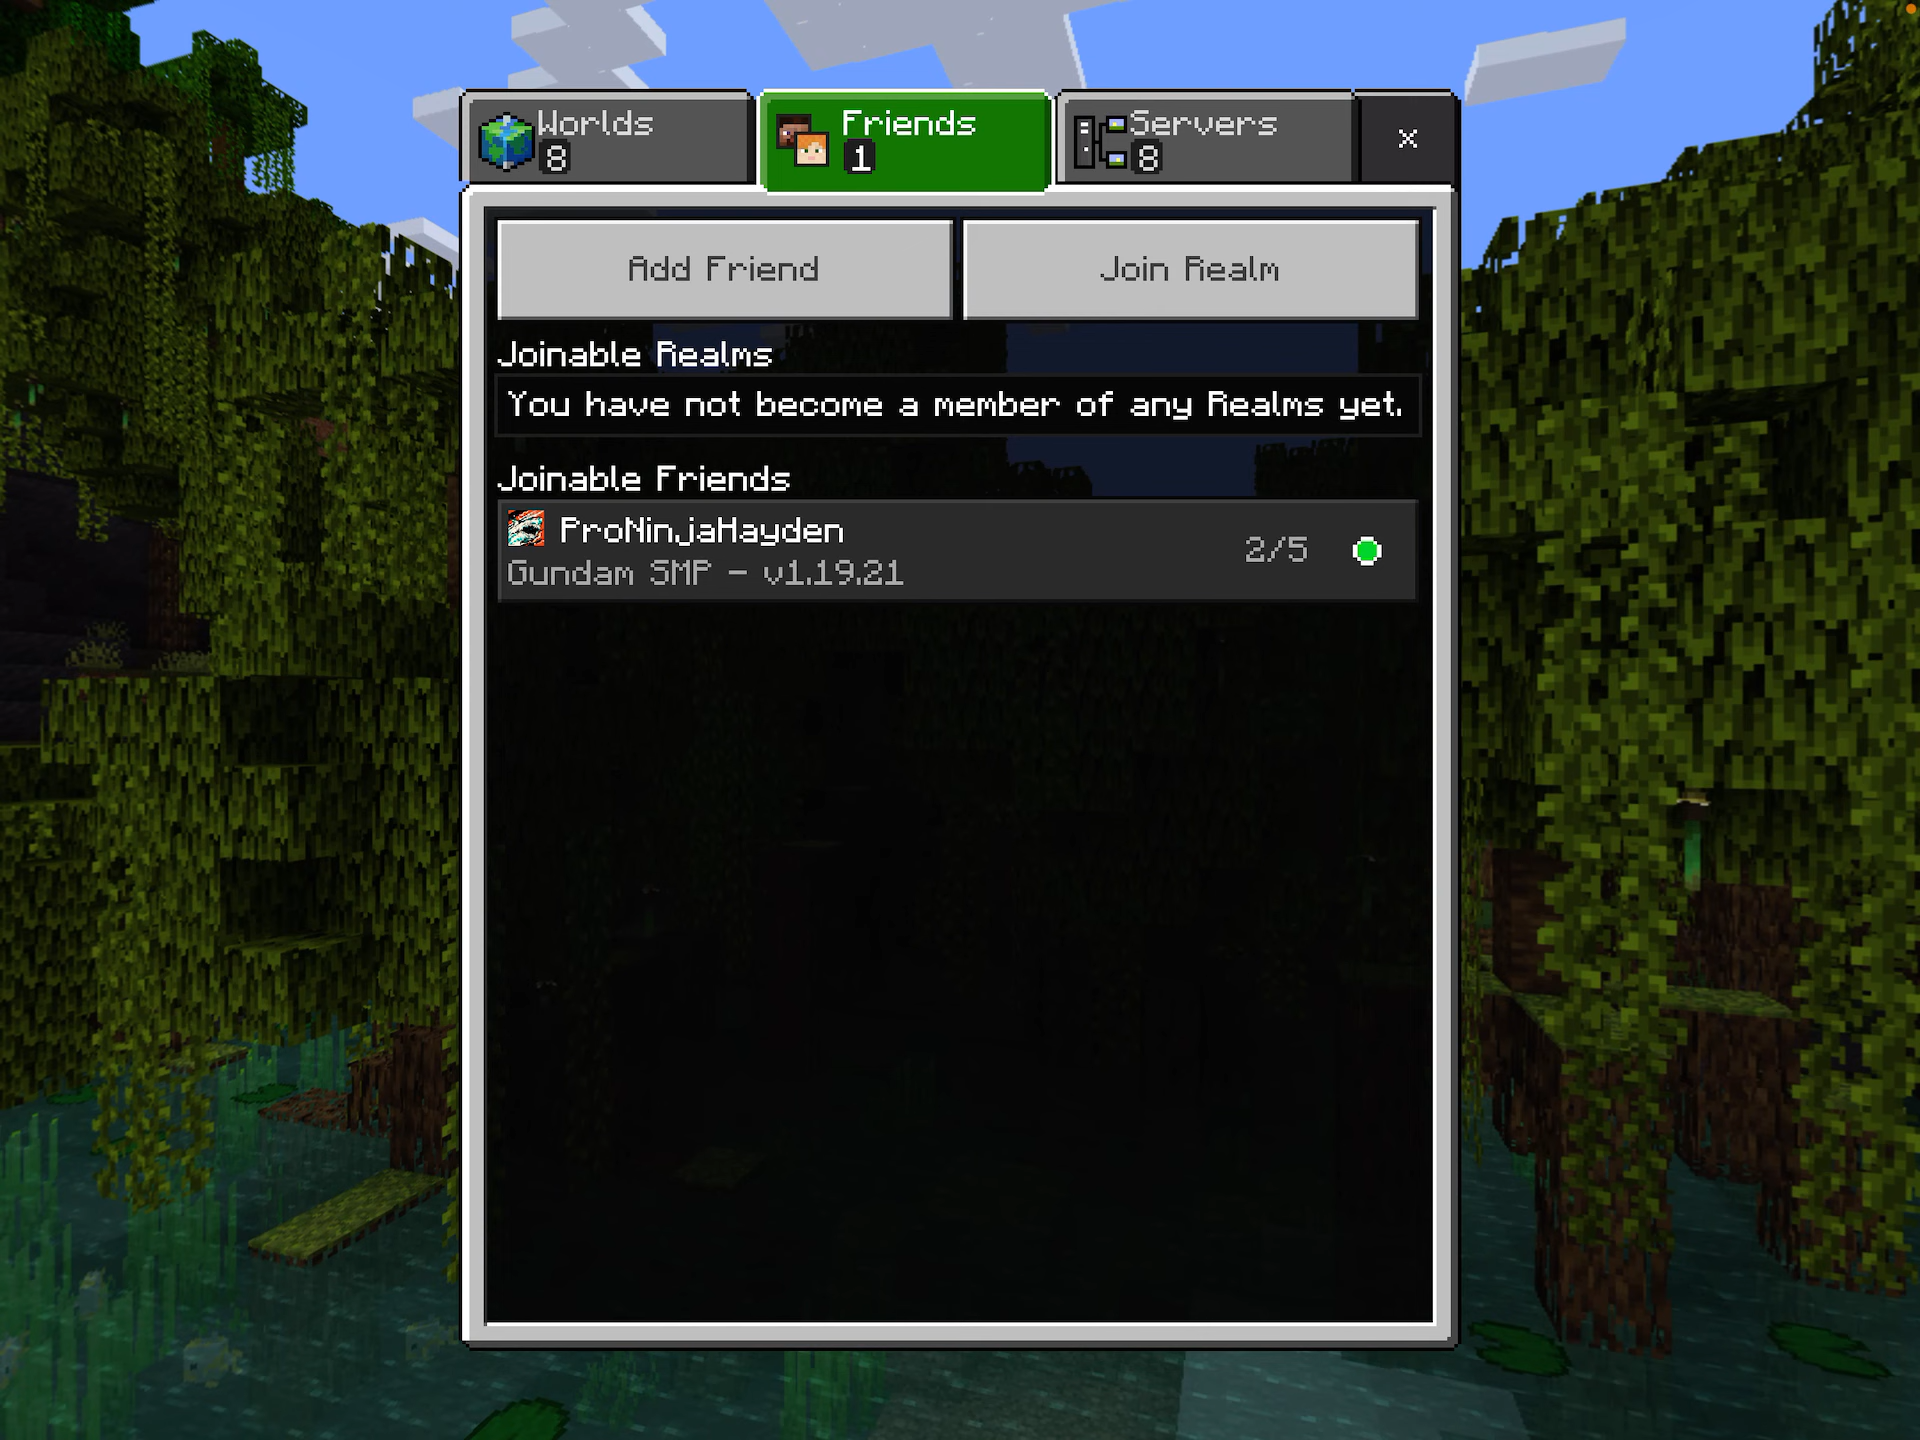 Worlds
8
Friends
1
Servers
8
x
Add Friend
Join Realm
Joinable Realms
You have not become a member of any Realms yet.
Joinable Friends
ProNinjaHayden
Gundam SMP - v1.19.21
2/5